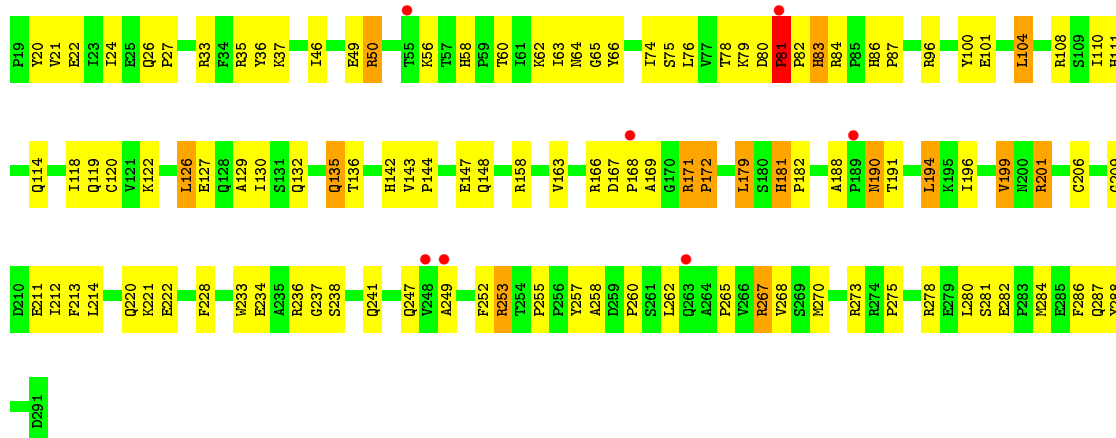 P19 Y20 V21 E22 I23 I24 E25 Q26 P27 R33 F34 R35 Y36 K37 I46 E49 R50 T55 K56 T57 H58 P59 T60 I61 K62 I63 N64 G65 Y66 I74 S75 L76 V77 T78 K79 D80 P81 P82 H83 R84 P85 H86 P87 R96 Y100 E101 L104 R108 S109 I110 H111
Q114 I118 Q119 C120 V121 K122 L126 E127 Q128 A129 I130 S131 Q132 Q135 T136 H142 V143 P144 E147 Q148 R158 V163 R166 D167 P168 A169 G170 R171 P172 L179 S180 H181 P182 A188 P189 N190 T191 L194 K195 I196 V199 N200 R201 C206 G209
D210 E211 I212 F213 L214 Q220 K221 E222 F228 W233 E234 A235 R236 G237 S238 Q241 Q247 V248 A249 F252 R253 T254 P255 P256 Y257 A258 D259 P260 S261 L262 Q263 A264 P265 V266 R267 V268 S269 M270 R273 R274 P275 R278 E279 L280 S281 E282 P283 M284 E285 F286 Q287 Y288
D291